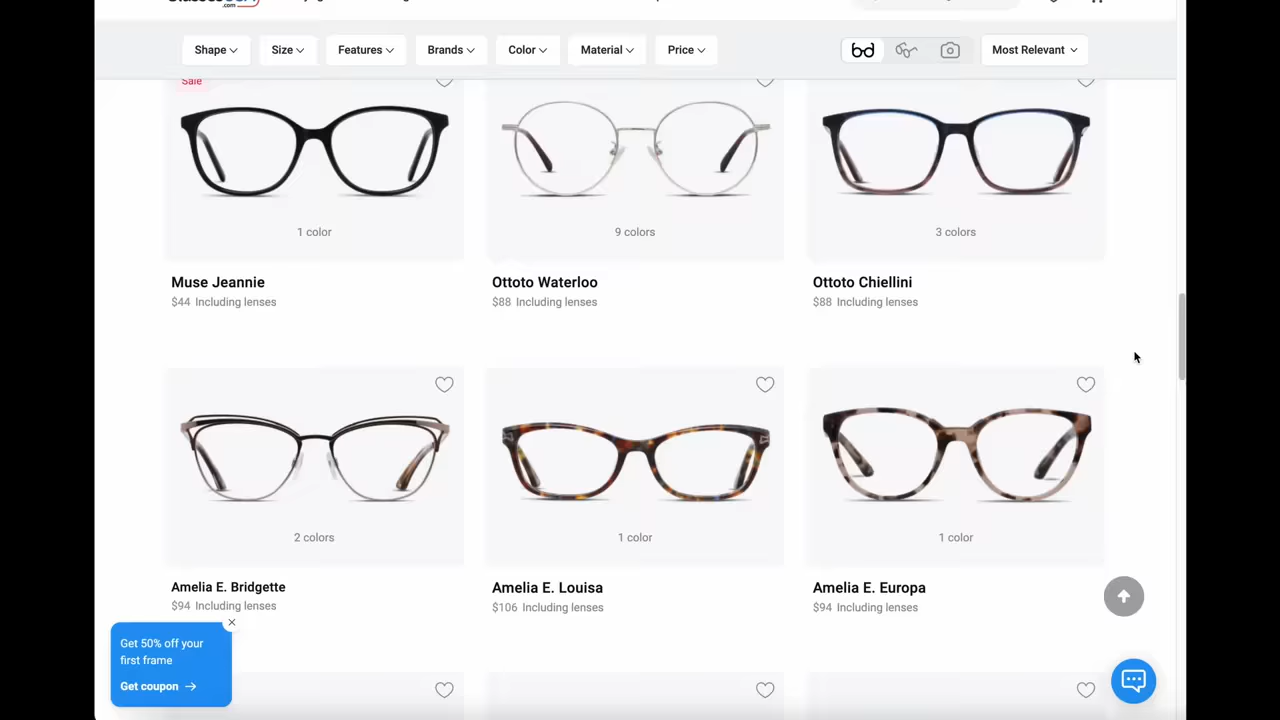 .com
Shape
Size
Features
Brands
Color
Material
Price
Most Relevant
Sale
1 color
9 colors
3 colors
Muse Jeannie
Ottoto Waterloo
Ottoto Chiellini
$44 Including lenses
$88 Including lenses
$88 Including lenses
2 colors
1 color
1 color
Amelia E. Bridgette
Amelia E. Louisa
Amelia E. Europa
$94 Including lenses
$106 Including lenses
$94 Including lenses
Get 50% off your
first frame
Get coupon